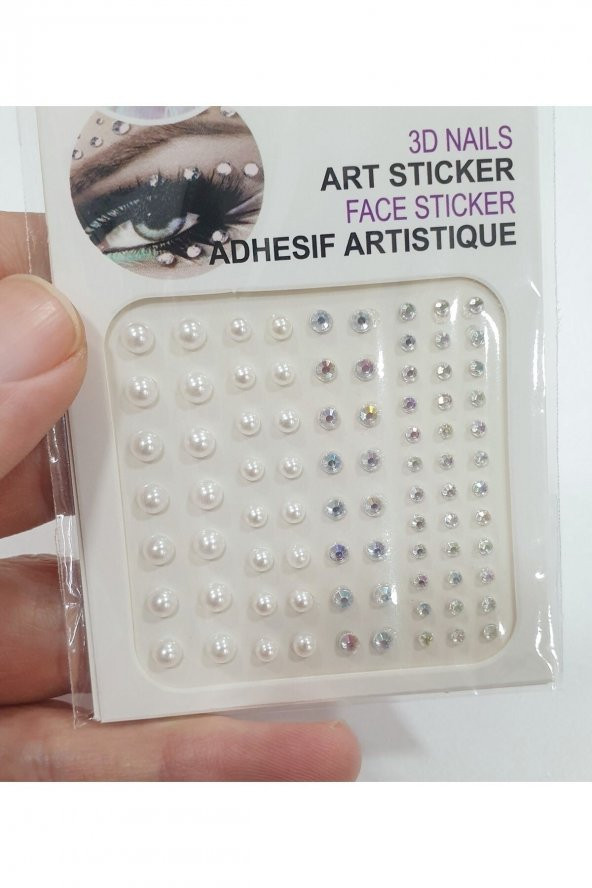 3D NAILS
ART STICKER
FACE STICKER
ADHESIF ARTISTIQUE